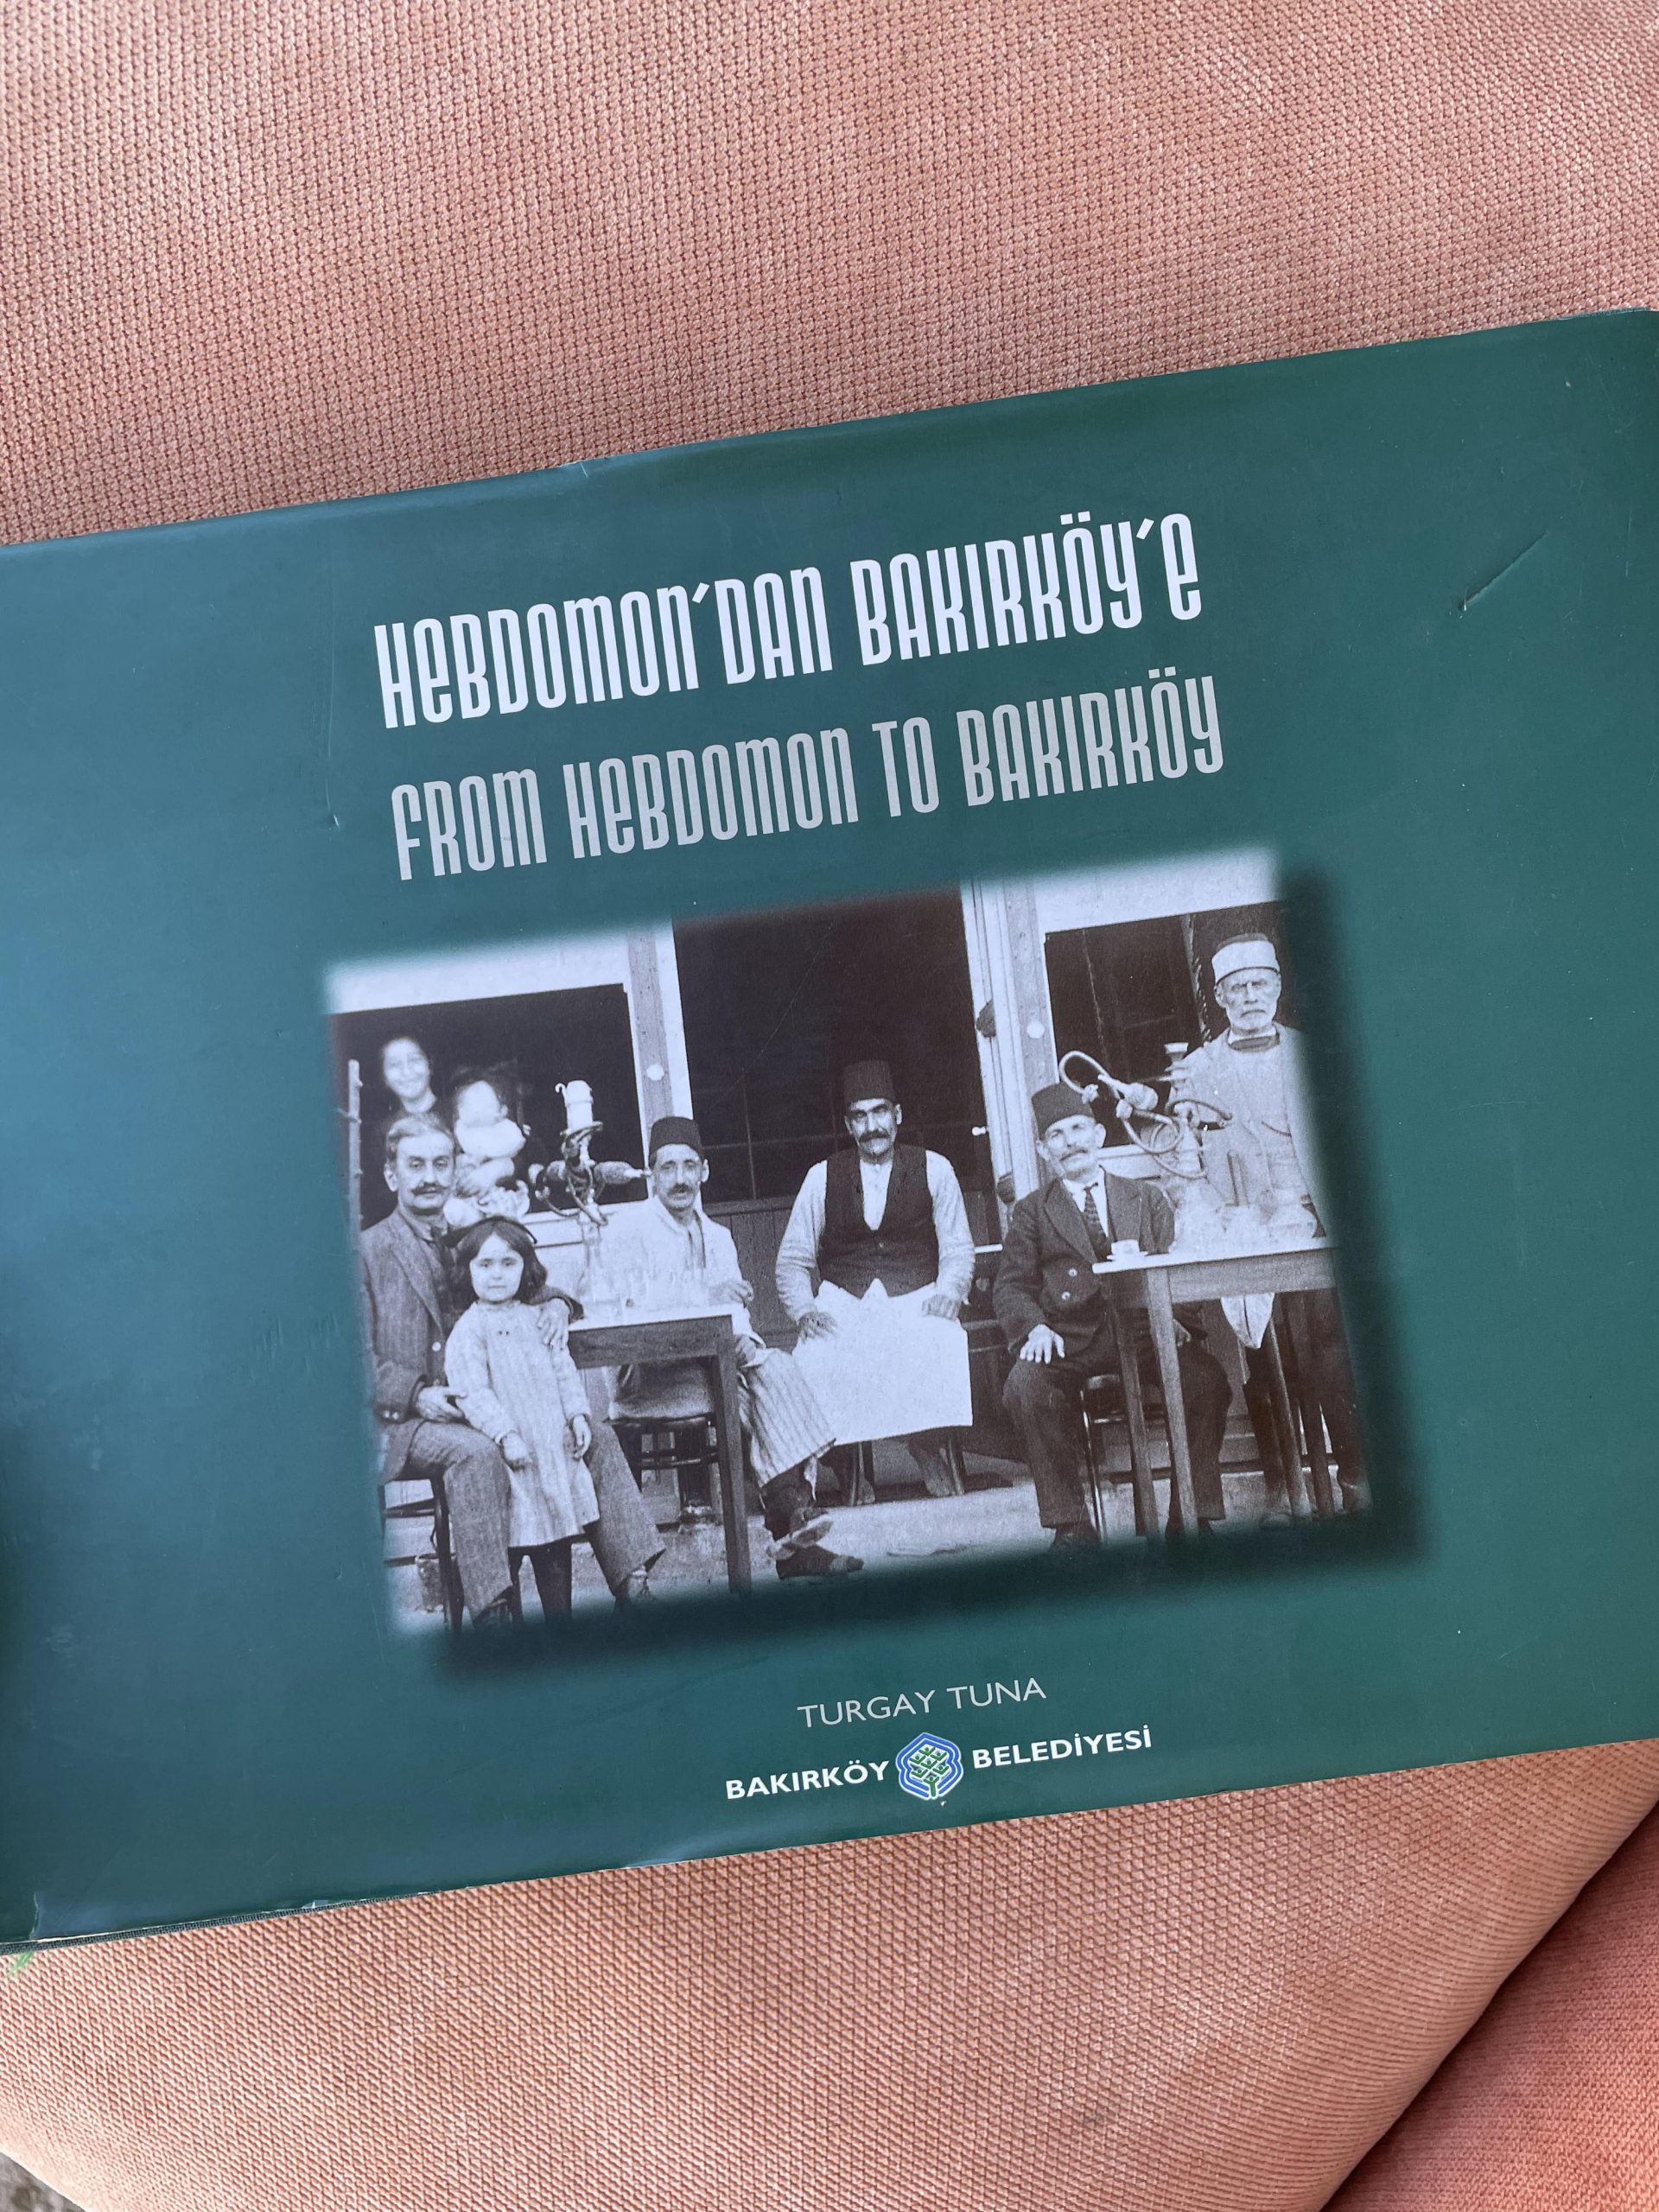 HEBDOMON'DAN BAKIRKÖY'E
FROM HEBDOMON TO BAKIRKÖY
TURGAY TUNA
BAKIRKÖY BELEDİYESİ